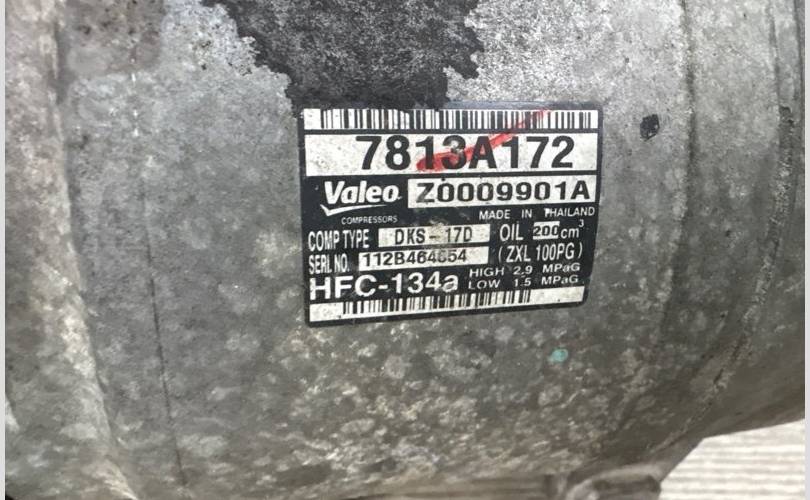 7813A172
Valeo Z0009901A
COMPRESSORS MADE IN THAILAND
COMP TYPE DKS-17D OIL 200cm³
SERI. NO. 112B464654 (ZXL 100PG)
HFC-134a HIGH 2.9 MPaG
LOW 1.5 MPaG